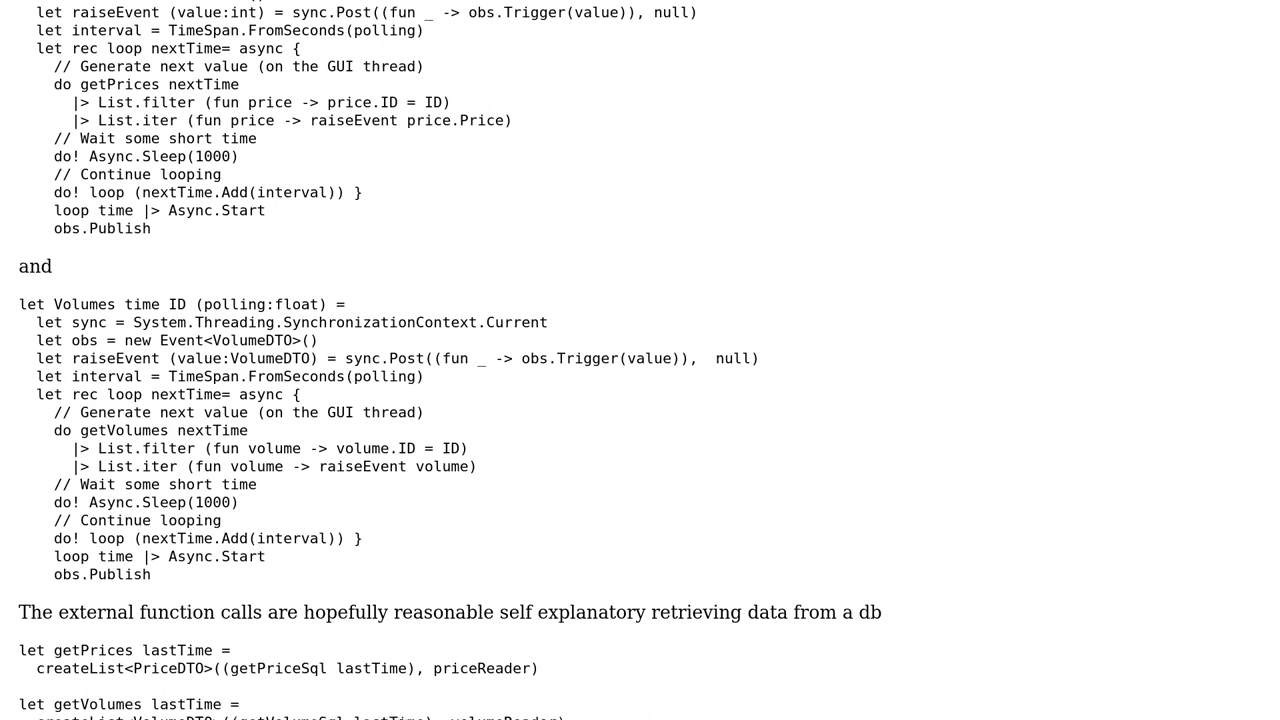 let raiseEvent (value:int) = sync.Post((fun _ -> obs.Trigger(value)), null)
let interval = TimeSpan.FromSeconds(polling)
let rec loop nextTime= async {
// Generate next value (on the GUI thread)
do getPrices nextTime
|> List.filter (fun price -> price.ID = ID)
|> List.iter (fun price -> raiseEvent price.Price)
// Wait some short time
do! Async.Sleep(1000)
// Continue looping
do! loop (nextTime.Add(interval)) }
loop time |> Async.Start
obs.Publish
and
let Volumes time ID (polling:float) =
let sync = System.Threading.SynchronizationContext.Current
let obs = new Event<VolumeDTO>()
let raiseEvent (value:VolumeDTO) = sync.Post((fun _ -> obs.Trigger(value)),  null)
let interval = TimeSpan.FromSeconds(polling)
let rec loop nextTime= async {
// Generate next value (on the GUI thread)
do getVolumes nextTime
|> List.filter (fun volume -> volume.ID = ID)
|> List.iter (fun volume -> raiseEvent volume)
// Wait some short time
do! Async.Sleep(1000)
// Continue looping
do! loop (nextTime.Add(interval)) }
loop time |> Async.Start
obs.Publish
The external function calls are hopefully reasonable self explanatory retrieving data from a db
let getPrices lastTime =
createList<PriceDTO>((getPriceSql lastTime), priceReader)
let getVolumes lastTime =
createList<VolumeDTO>((getVolumeSql lastTime), volumeReader)